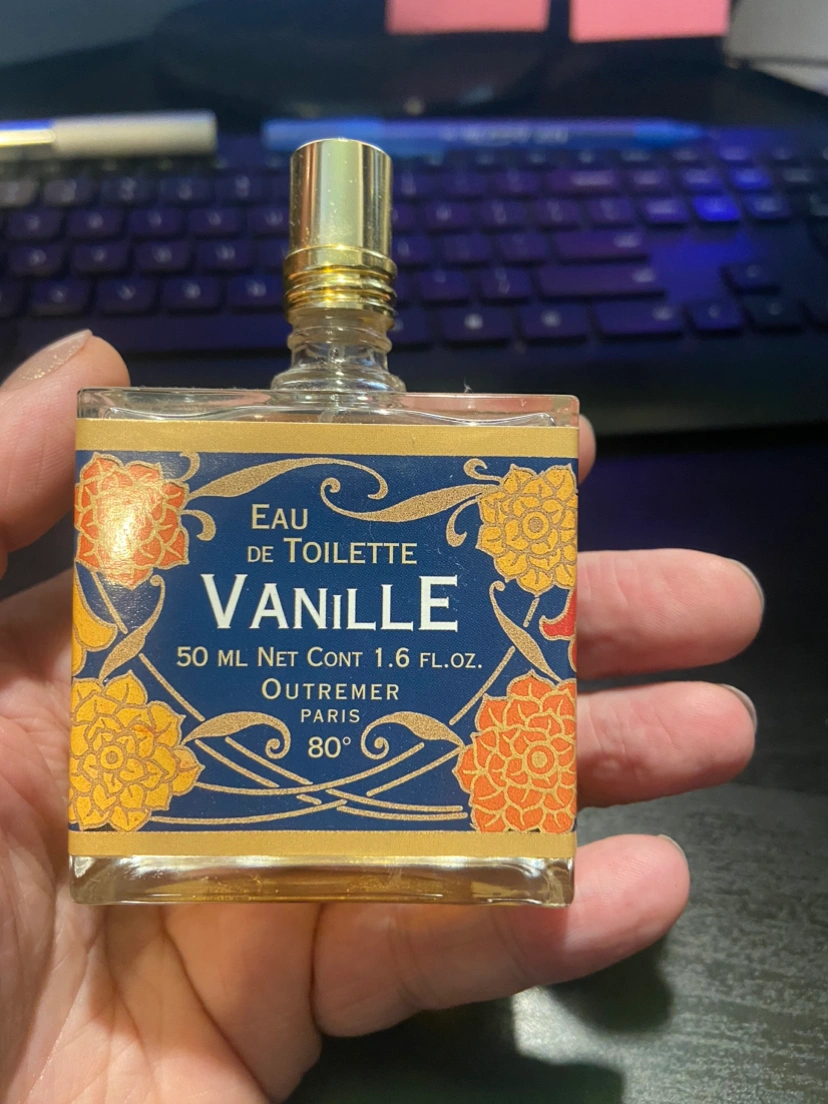 EAU
DE TOILETTE
VANILLE
50 ML NET CONT 1.6 FL.OZ.
OUTREMER
PARIS
80°